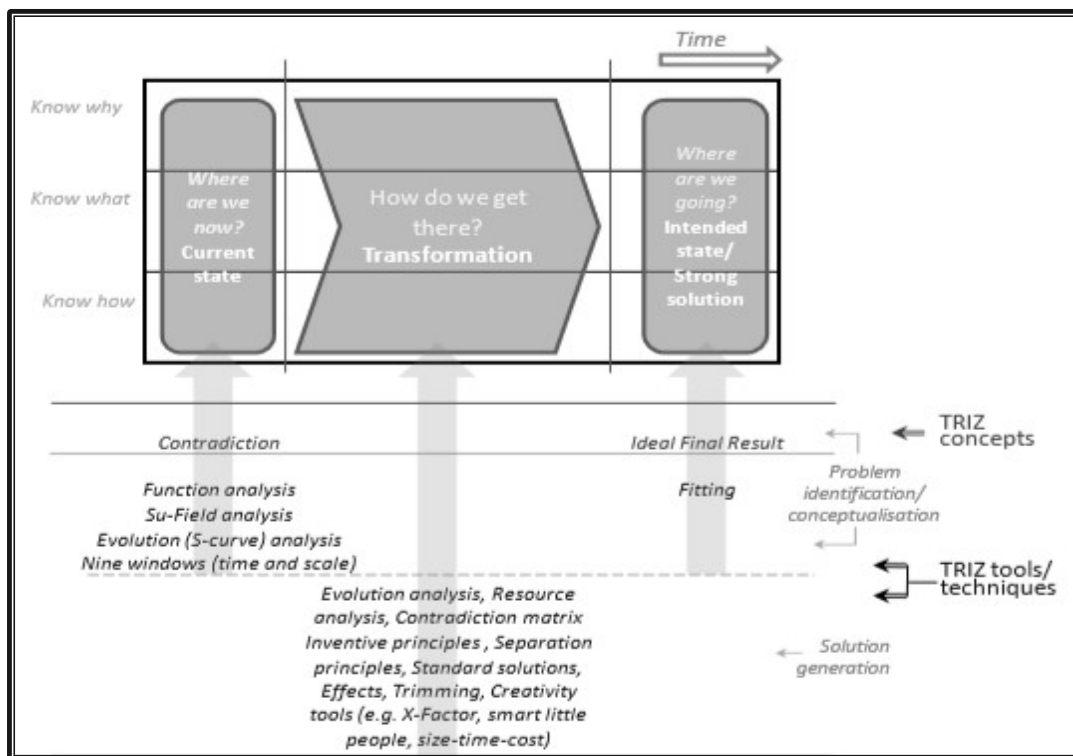 Time
Know why
Know what
Know how
Where
are we
now?
Current
state
How do we get
there?
Transformation
Where
are we
going?
Intended
state/
Strong
solution
Contradiction
Ideal Final Result
TRIZ
concepts
Function analysis
Su-Field analysis
Evolution (S-curve) analysis
Nine windows (time and scale)
Fitting
Problem
identification/
conceptualisation
TRIZ tools/
techniques
Evolution analysis, Resource
analysis, Contradiction matrix
Inventive principles , Separation
principles, Standard solutions,
Effects, Trimming, Creativity
tools (e.g. X-Factor, smart little
people, size-time-cost)
Solution
generation